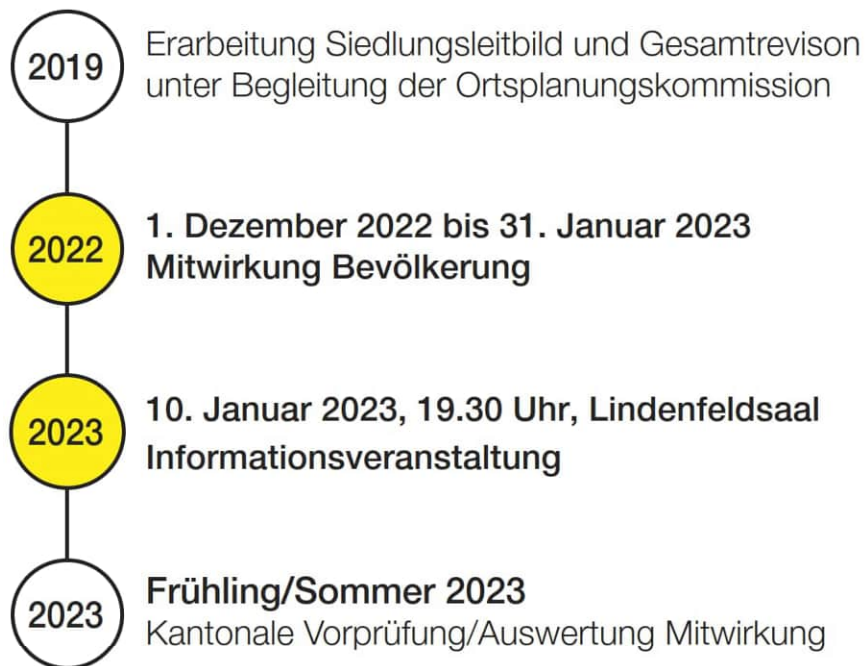 2019
Erarbeitung Siedlungsleitbild und Gesamtrevison
unter Begleitung der Ortsplanungskommission
2022
1. Dezember 2022 bis 31. Januar 2023
Mitwirkung Bevölkerung
2023
10. Januar 2023, 19.30 Uhr, Lindenfeldsaal
Informationsveranstaltung
2023
Frühling/Sommer 2023
Kantonale Vorprüfung/Auswertung Mitwirkung